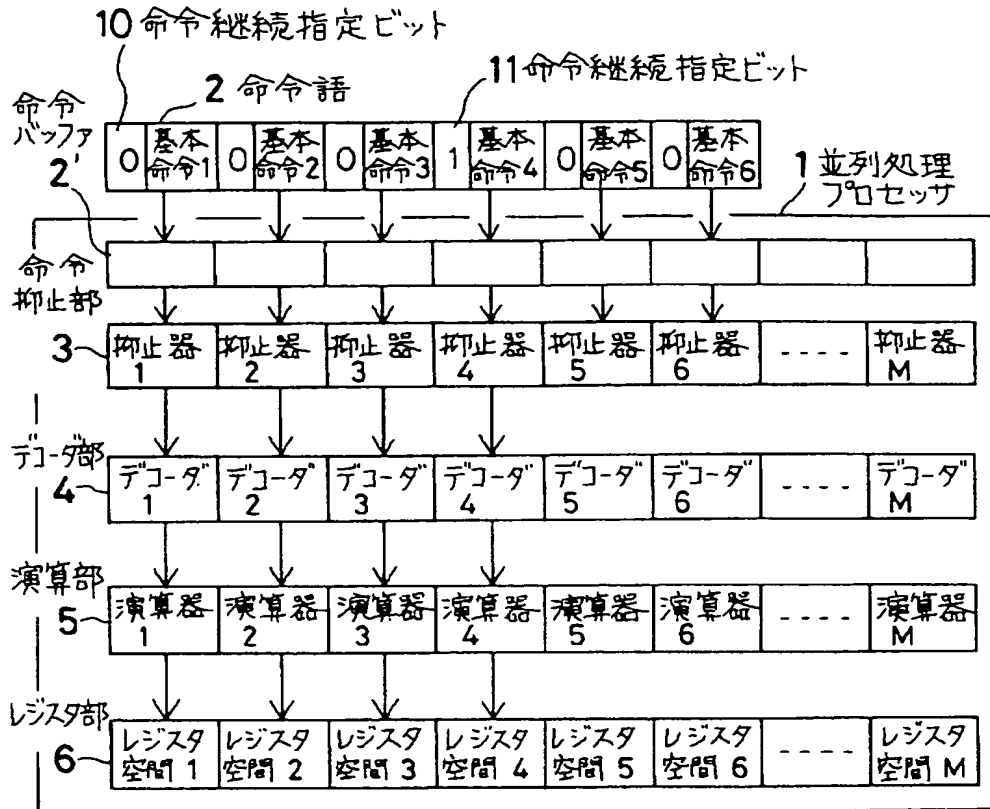 10 命令継続指定ビット
2 命令語
11 命令継続指定ビット
命令
バッファ
2'
0 基本命令1 0 基本命令2 0 基本命令3 1 基本命令4 0 基本命令5 0 基本命令6
1 並列処理
プロセッサ
命令
抑止部
3
抑止器 抑止器 抑止器 抑止器 抑止器 抑止器 ---- 抑止器
1 2 3 4 5 6 M
デコーダ部
4
デコーダ デコーダ デコーダ デコーダ デコーダ デコーダ ---- デコーダ
1 2 3 4 5 6 M
演算部
5
演算器 演算器 演算器 演算器 演算器 演算器 ---- 演算器
1 2 3 4 5 6 M
レジスタ部
6
レジスタ レジスタ レジスタ レジスタ レジスタ レジスタ ---- レジスタ
空間1 空間2 空間3 空間4 空間5 空間6 空間M